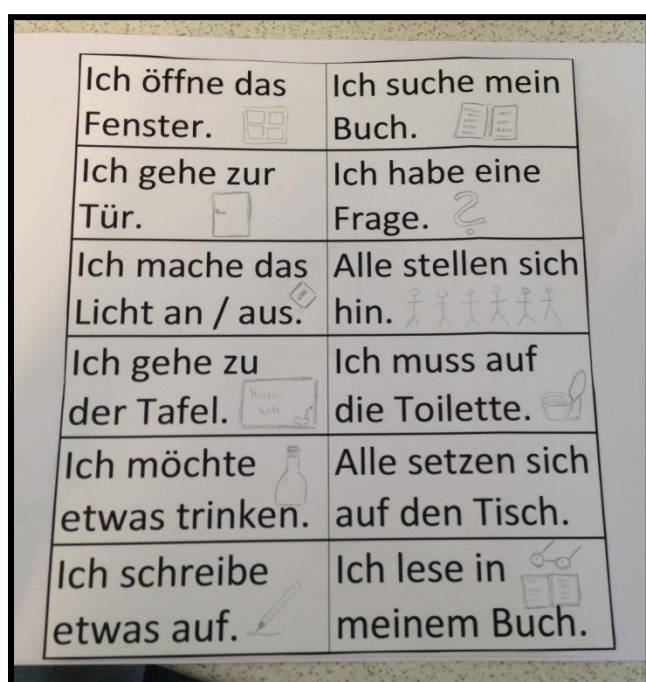 Ich öffne das
Fenster.
Ich suche mein
Buch.
Ich gehe zur
Tür.
Ich habe eine
Frage.
Ich mache das
Licht an / aus.
Alle stellen sich
hin.
Ich gehe zu
der Tafel.
Ich muss auf
die Toilette.
Ich möchte
etwas trinken.
Alle setzen sich
auf den Tisch.
Ich schreibe
etwas auf.
Ich lese in
meinem Buch.